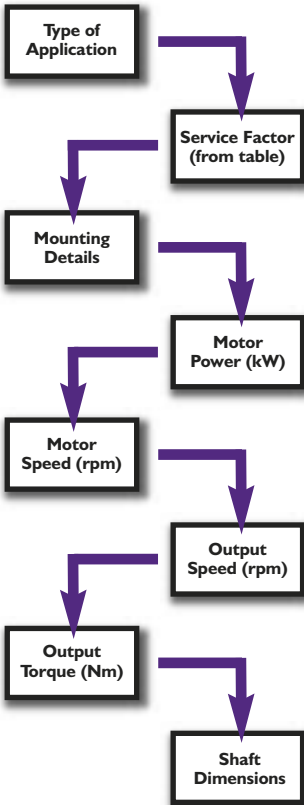 Type of
Application
Service Factor
(from table)
Mounting
Details
Motor
Power (kW)
Motor
Speed (rpm)
Output
Speed (rpm)
Output
Torque (Nm)
Shaft
Dimensions